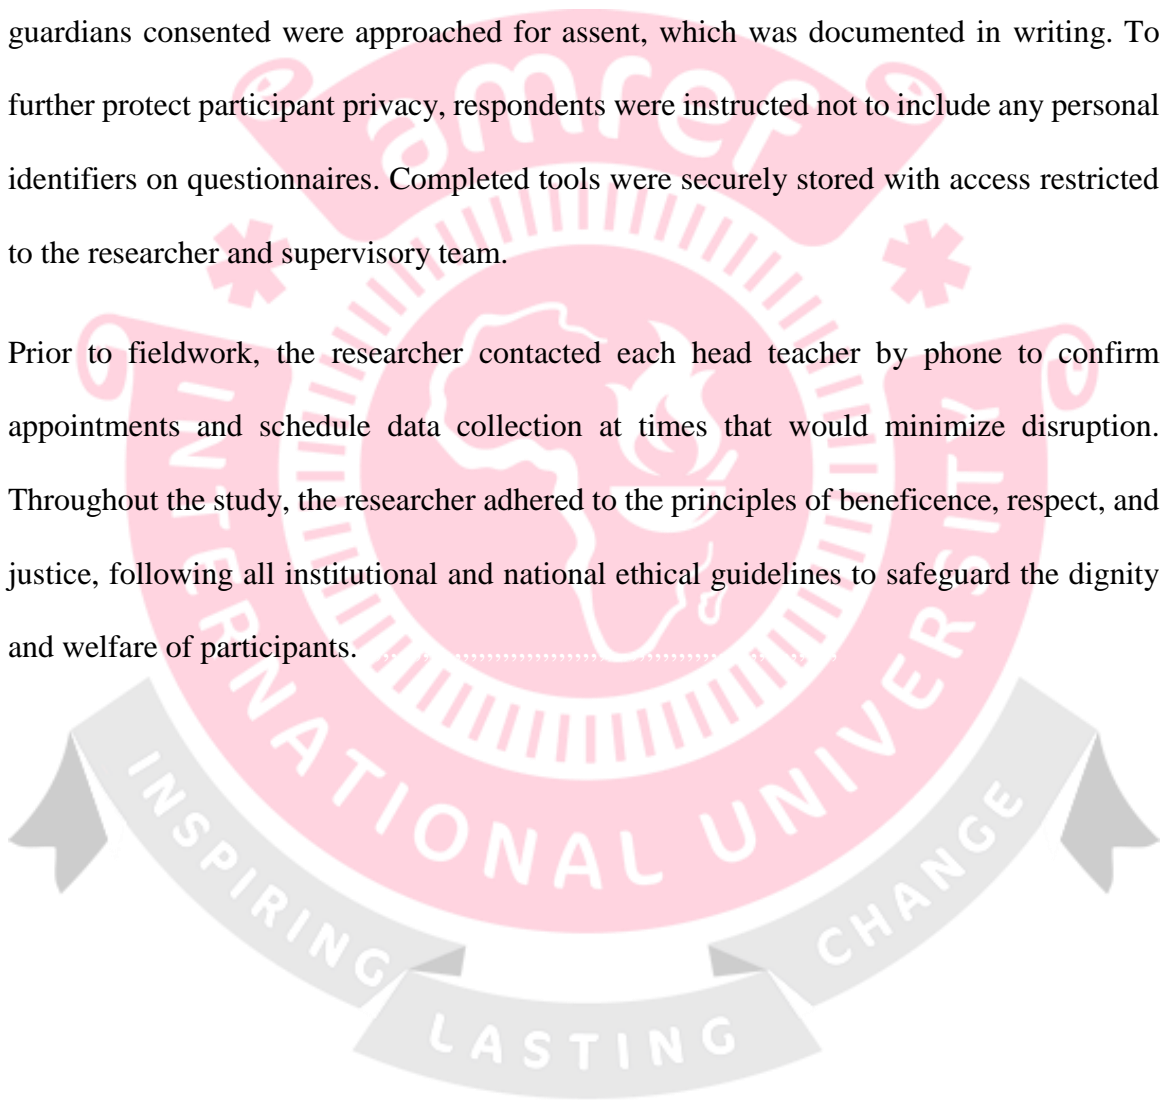 guardians consented were approached for assent, which was documented in writing. To
further protect participant privacy, respondents were instructed not to include any personal
identifiers on questionnaires. Completed tools were securely stored with access restricted
to the researcher and supervisory team.
Prior to fieldwork, the researcher contacted each head teacher by phone to confirm
appointments and schedule data collection at times that would minimize disruption.
Throughout the study, the researcher adhered to the principles of beneficence, respect, and
justice, following all institutional and national ethical guidelines to safeguard the dignity
and welfare of participants.
amref
INTERNATIONAL UNIVERSITY
INSPIRING
LASTING
CHANGE